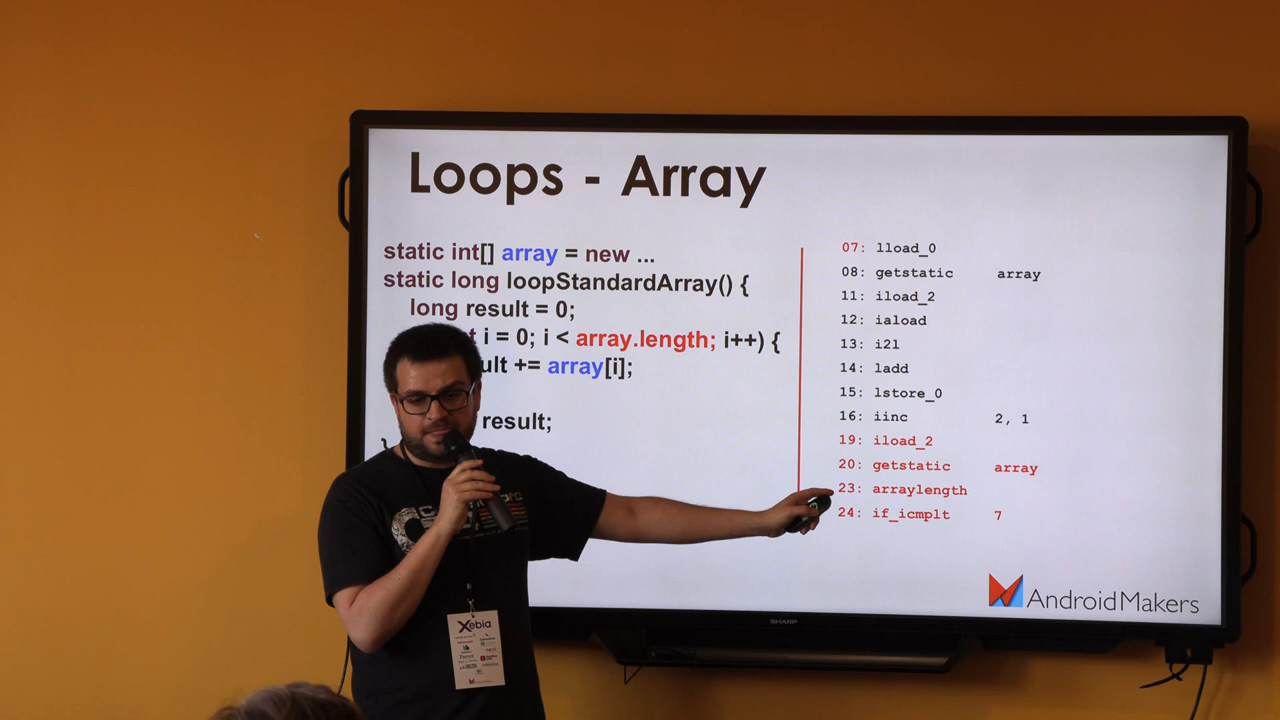 Loops - Array
static int[] array = new ...
static long loopStandardArray() {
long result = 0;
i = 0; i < array.length; i++) {
+= array[i];
result;
}
07: lload_0
08: getstatic array
11: iload_2
12: iaload
13: i2l
14: ladd
15: lstore_0
16: iinc 2, 1
19: iload_2
20: getstatic array
23: arraylength
24: if_icmplt 7
AndroidMakers
SHARP
Xebia